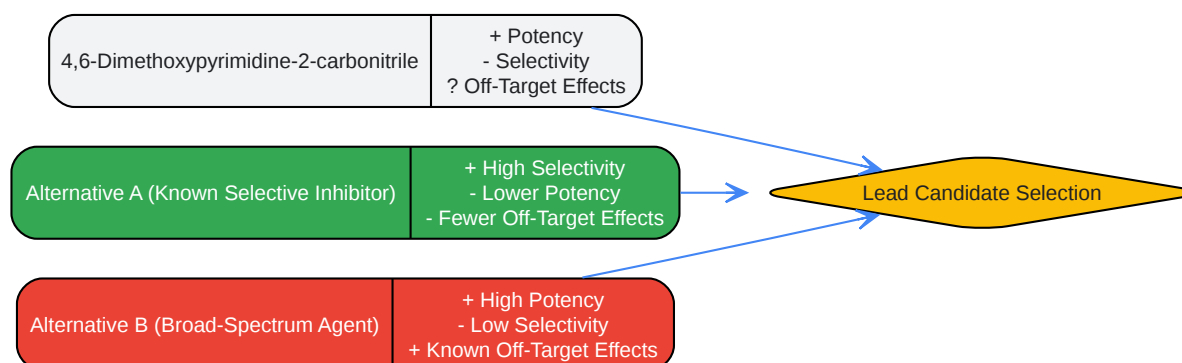 4,6-Dimethoxypyrimidine-2-carbonitrile
+ Potency
- Selectivity
? Off-Target Effects
Alternative A (Known Selective Inhibitor)
+ High Selectivity
- Lower Potency
- Fewer Off-Target Effects
Lead Candidate Selection
Alternative B (Broad-Spectrum Agent)
+ High Potency
- Low Selectivity
+ Known Off-Target Effects